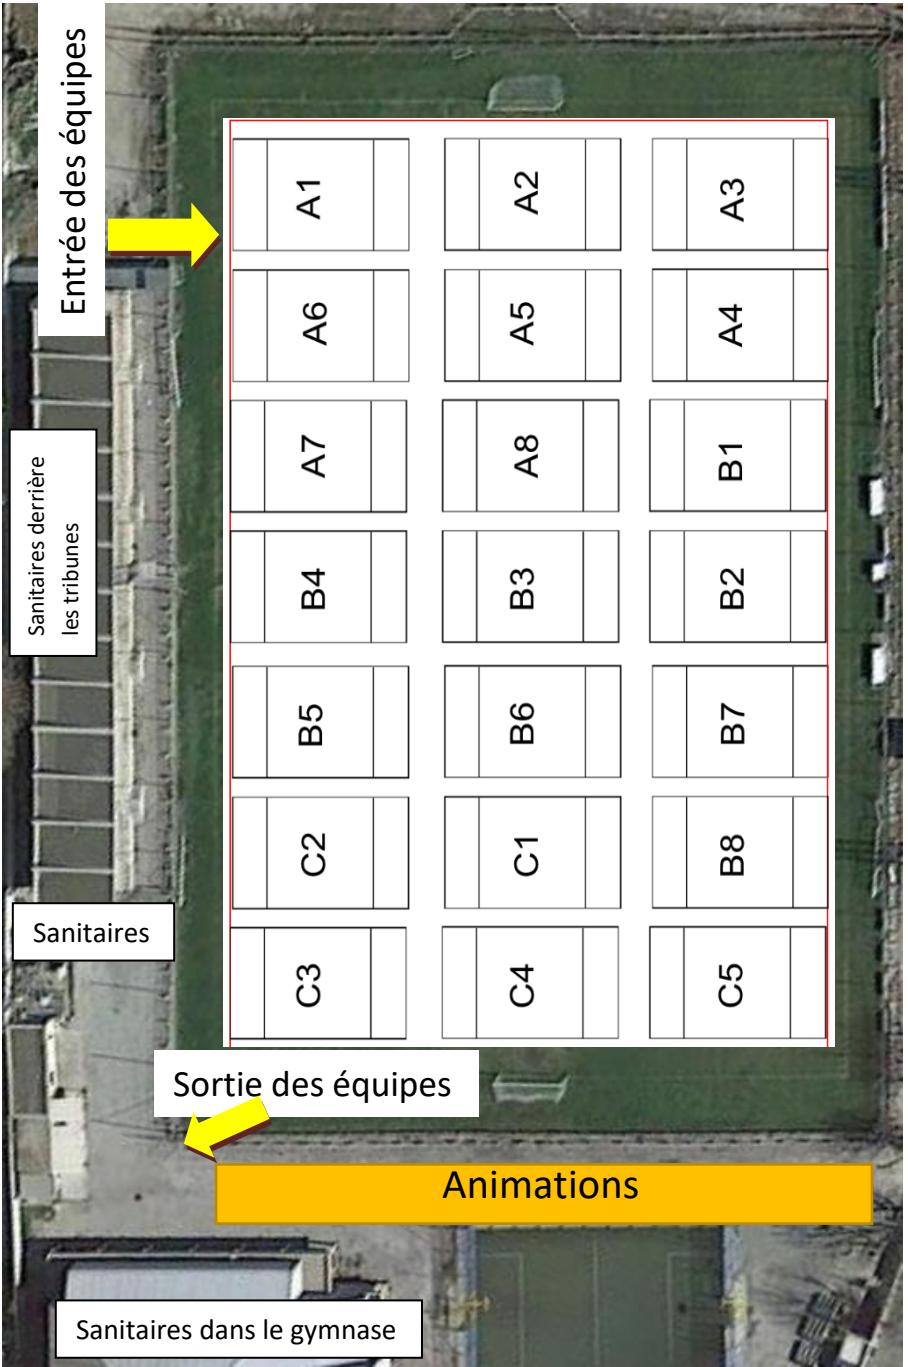 Entrée des équipes
A1
A2
A3
A6
A5
A4
A7
A8
B1
Sanitaires derrière
les tribunes
B4
B3
B2
B5
B6
B7
C2
C1
B8
Sanitaires
C3
C4
C5
Sortie des équipes
Animations
Sanitaires dans le gymnase